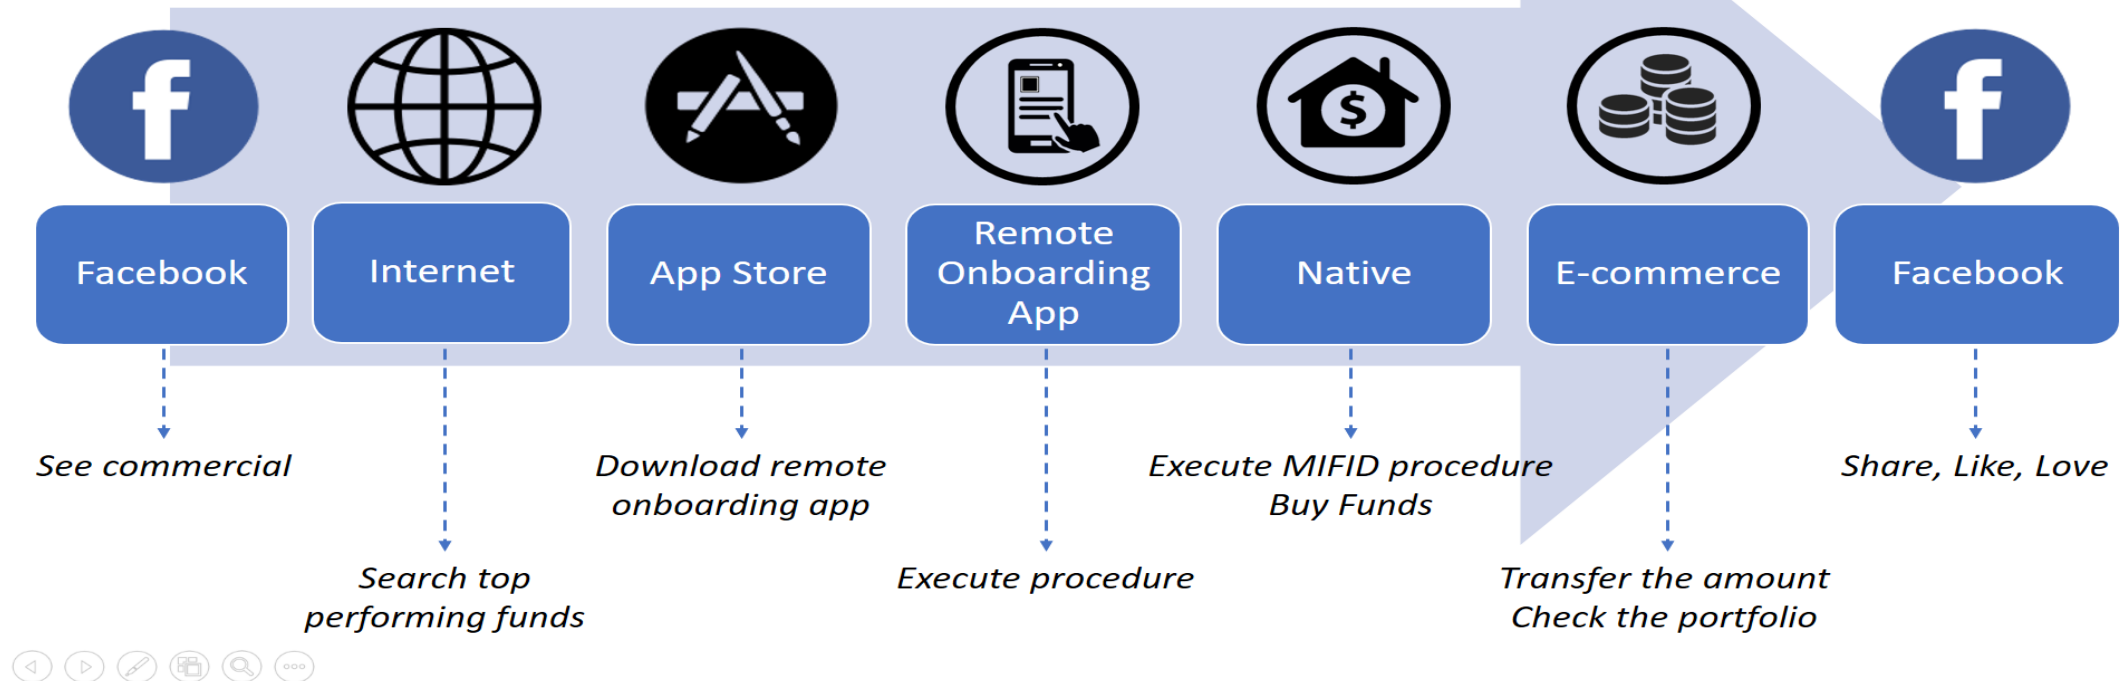 Facebook
Internet
App Store
Remote
Onboarding
App
Native
E-commerce
Facebook
See commercial
Search top
performing funds
Download remote
onboarding app
Execute procedure
Execute MIFID procedure
Buy Funds
Transfer the amount
Check the portfolio
Share, Like, Love